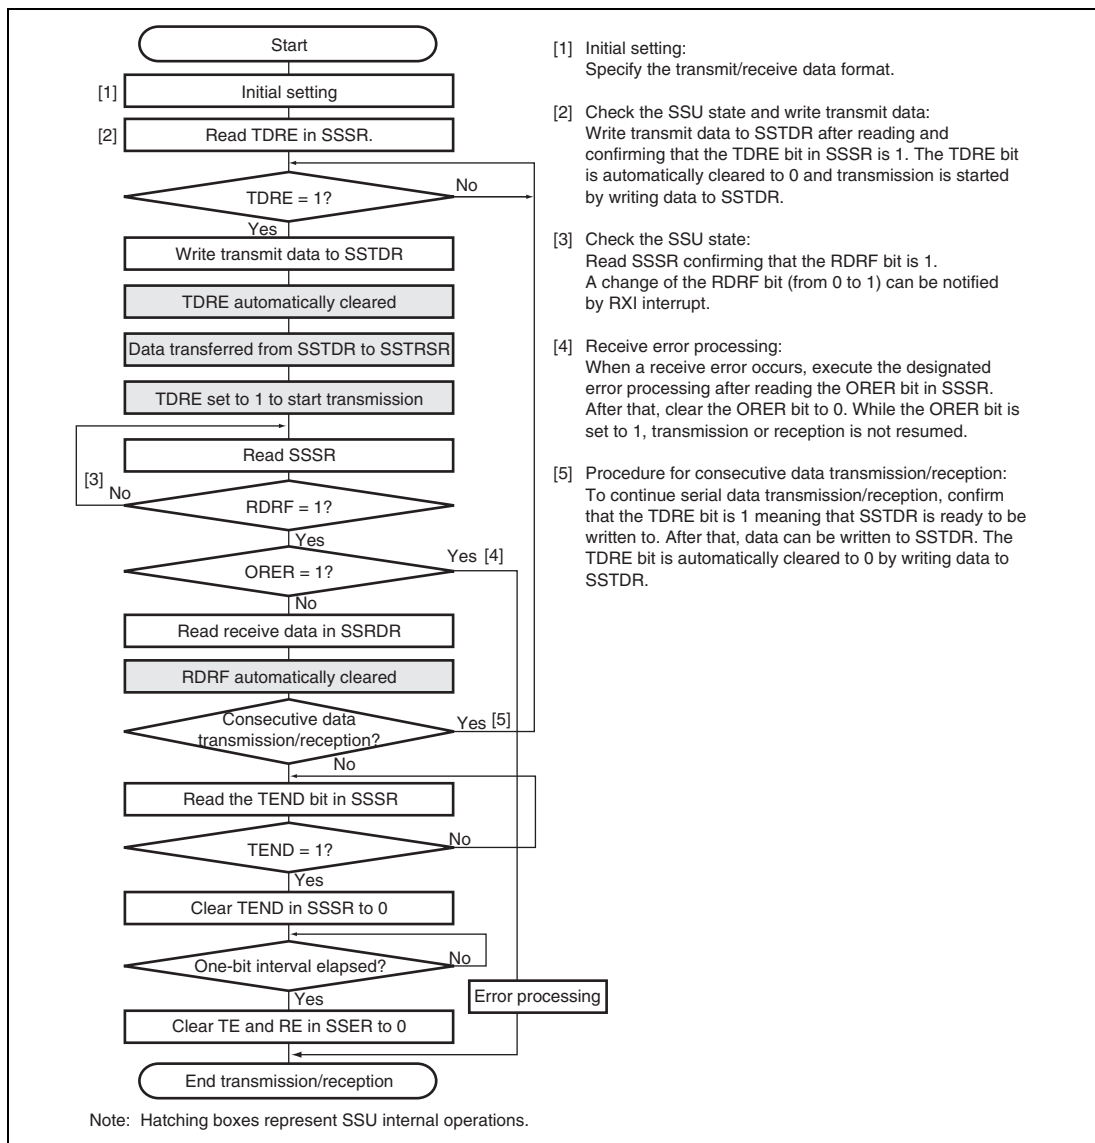 Start
[1] Initial setting
[2] Read TDRE in SSSR.
TDRE = 1?
No
Yes
Write transmit data to SSTDR
TDRE automatically cleared
Data transferred from SSTDR to SSTRSR
TDRE set to 1 to start transmission
Read SSSR
[3]
No
RDRF = 1?
Yes
ORER = 1?
Yes [4]
No
Read receive data in SSRDR
RDRF automatically cleared
Consecutive data
transmission/reception?
Yes [5]
No
Read the TEND bit in SSSR
TEND = 1?
No
Yes
Clear TEND in SSSR to 0
One-bit interval elapsed?
No
Yes
Error processing
Clear TE and RE in SSER to 0
End transmission/reception
[1] Initial setting:
Specify the transmit/receive data format.
[2] Check the SSU state and write transmit data:
Write transmit data to SSTDR after reading and
confirming that the TDRE bit in SSSR is 1. The TDRE bit
is automatically cleared to 0 and transmission is started
by writing data to SSTDR.
[3] Check the SSU state:
Read SSSR confirming that the RDRF bit is 1.
A change of the RDRF bit (from 0 to 1) can be notified
by RXI interrupt.
[4] Receive error processing:
When a receive error occurs, execute the designated
error processing after reading the ORER bit in SSSR.
After that, clear the ORER bit to 0. While the ORER bit is
set to 1, transmission or reception is not resumed.
[5] Procedure for consecutive data transmission/reception:
To continue serial data transmission/reception, confirm
that the TDRE bit is 1 meaning that SSTDR is ready to be
written to. After that, data can be written to SSTDR. The
TDRE bit is automatically cleared to 0 by writing data to
SSTDR.
Note: Hatching boxes represent SSU internal operations.